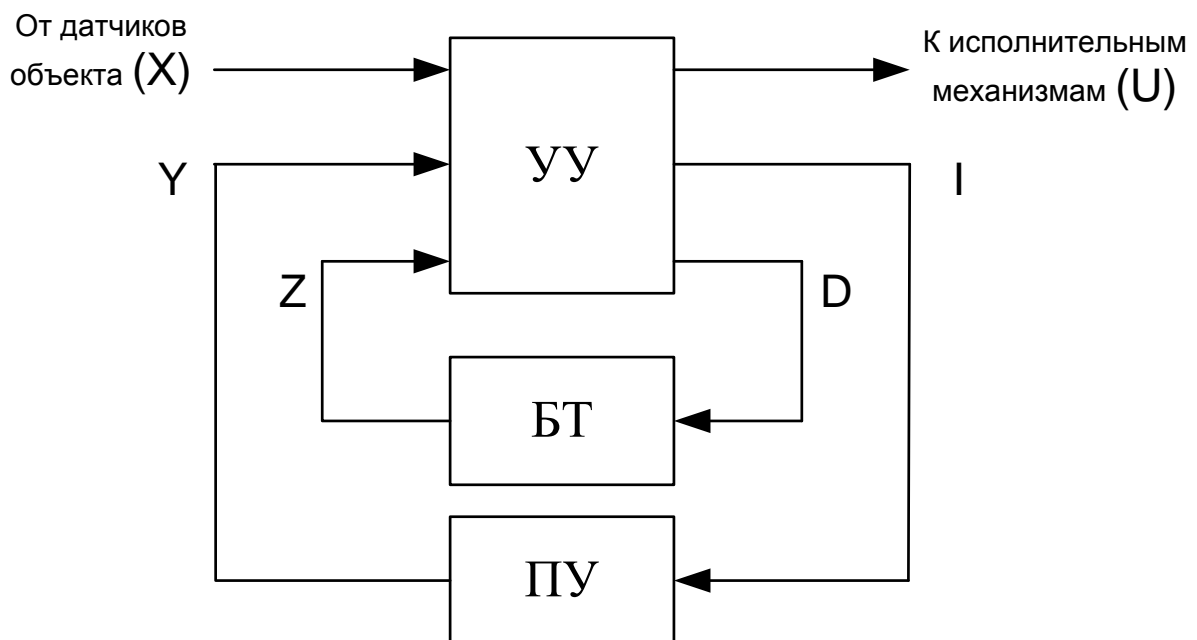 От датчиков
объекта (X)
К исполнительным
механизмам (U)
УУ
Y
I
Z
D
БТ
ПУ